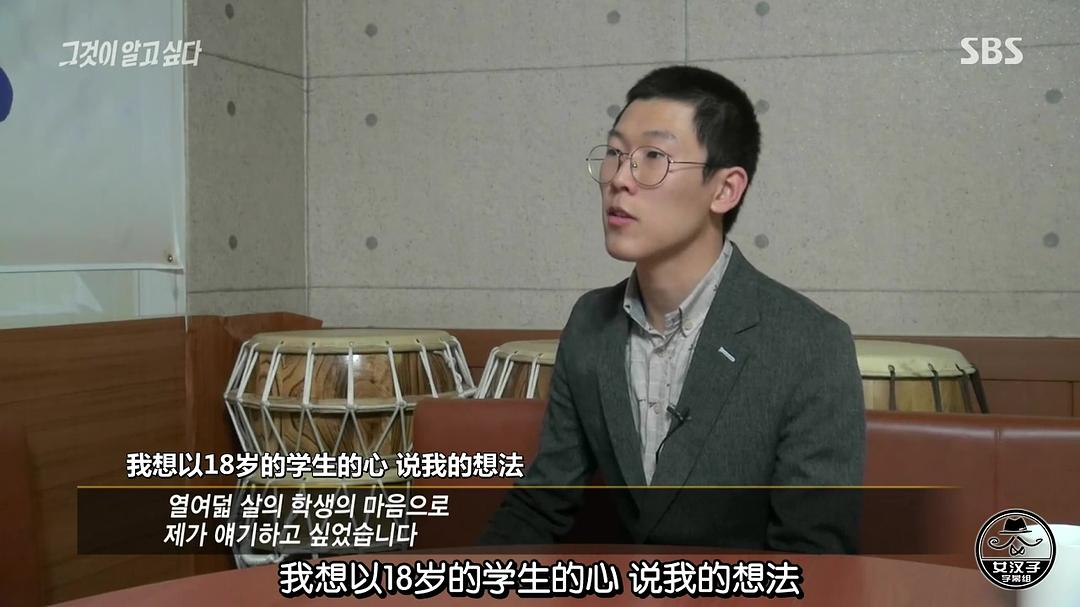 그것이 알고 싶다
SBS
我想以18岁的学生的心 说我的想法
열여덟 살의 학생의 마음으로
제가 얘기하고 싶었습니다
我想以18岁的学生的心 说我的想法
女汉子
字幕组